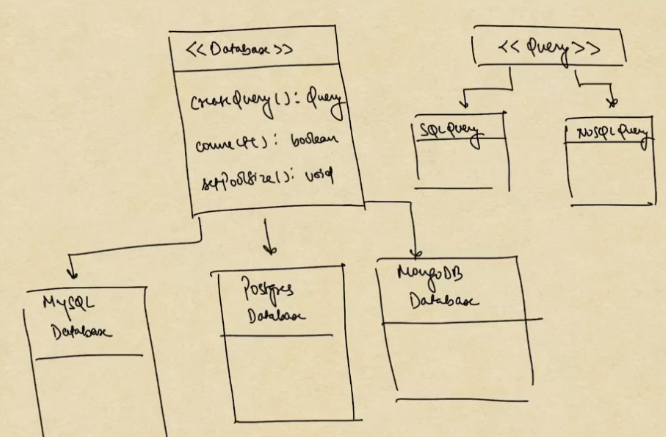 <<Database>>
createQuery(): Query
connect(): boolean
setPoolSize(): void
<<Query>>
SQLQuery
NoSQLQuery
MySQL
Database
Postgres
Database
MongoDB
Database